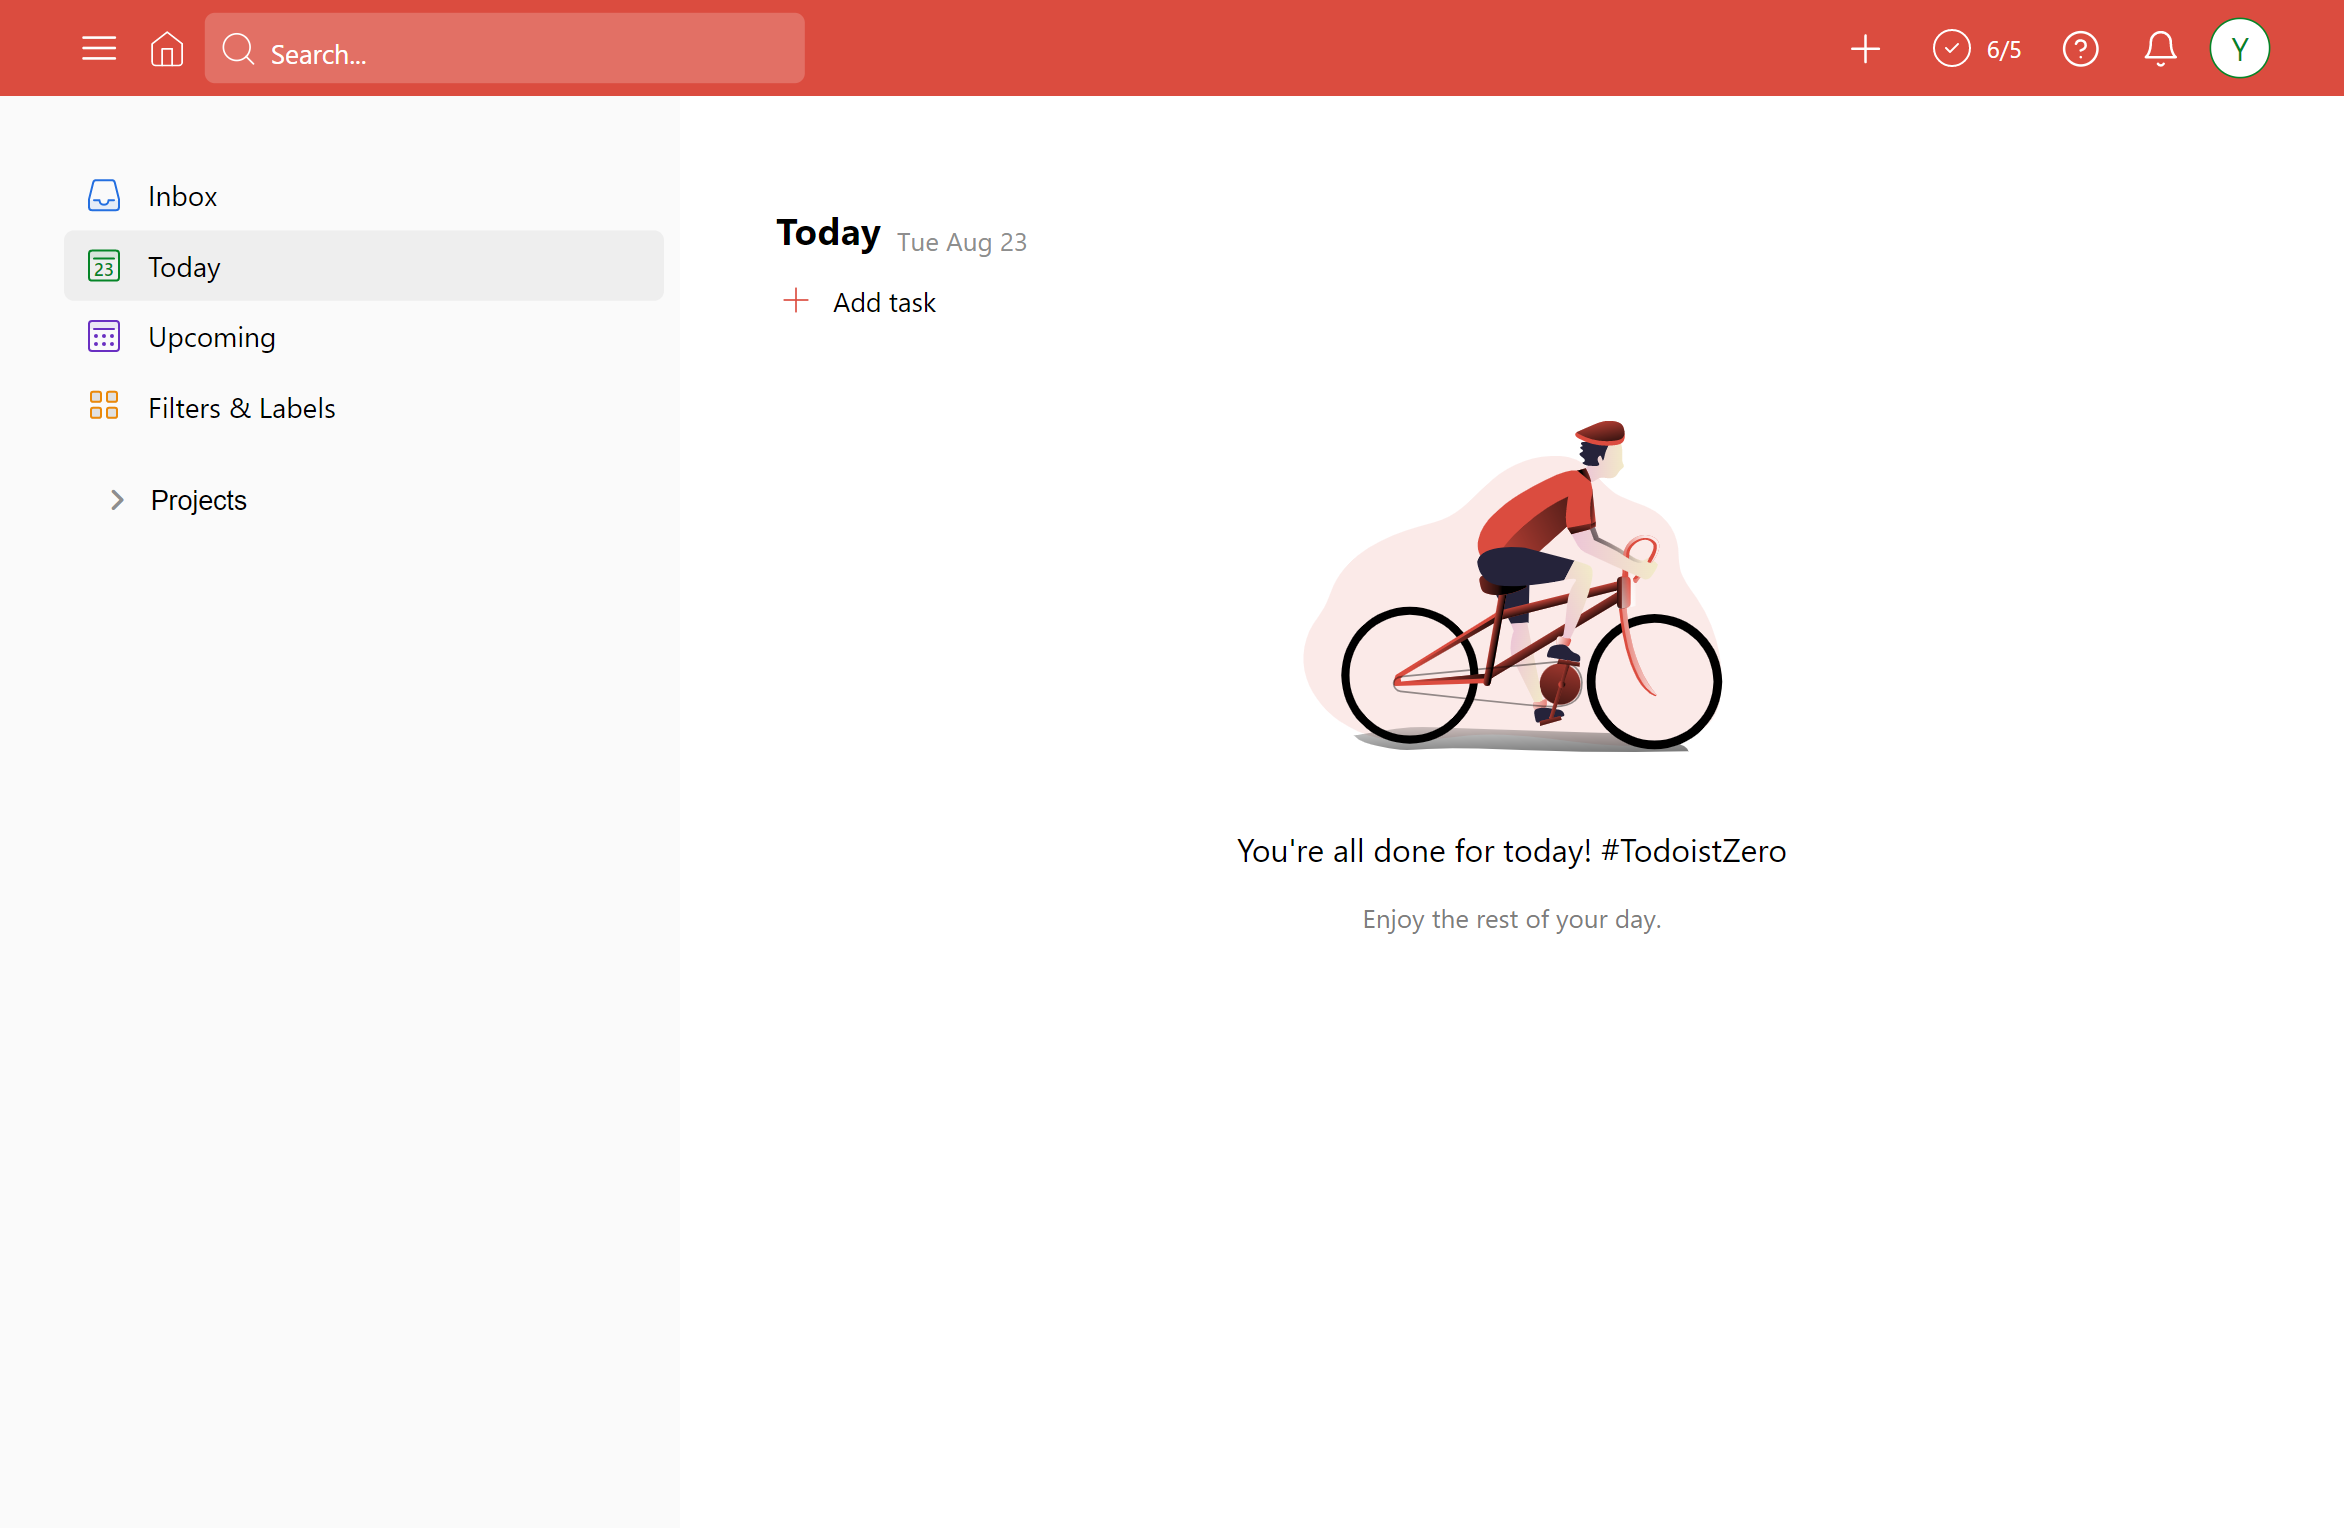 Search...
6/5
Y
Inbox
23
Today
Upcoming
Filters & Labels
Projects
Today Tue Aug 23
Add task
You're all done for today! #TodoistZero
Enjoy the rest of your day.